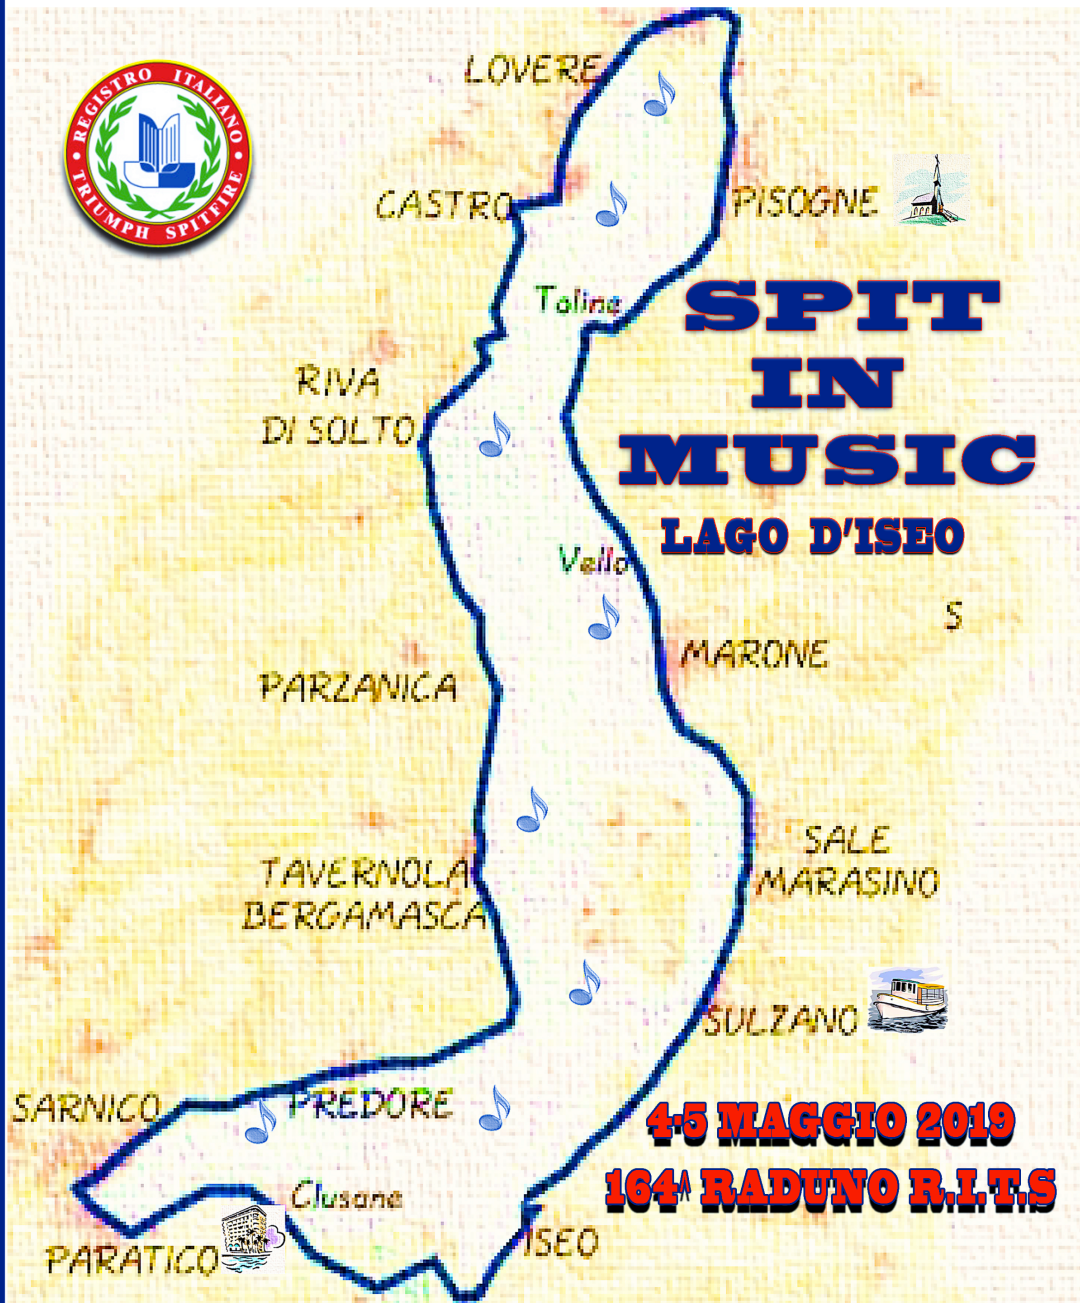 REGISTRO ITALIANO
TRIUMPH SPITFIRE
LOVERE
CASTRO
PISOGNE
Toline
SPIT
IN
MUSIC
LAGO D'ISEO
RIVA
DI SOLTO
Vello
S
MARONE
PARZANICA
SALE
MARASINO
TAVERNOLA
BERGAMASCA
SULZANO
SARNICO
PREDORE
4-5 MAGGIO 2019
164^ RADUNO R.I.T.S
Clusane
ISEO
PARATICO